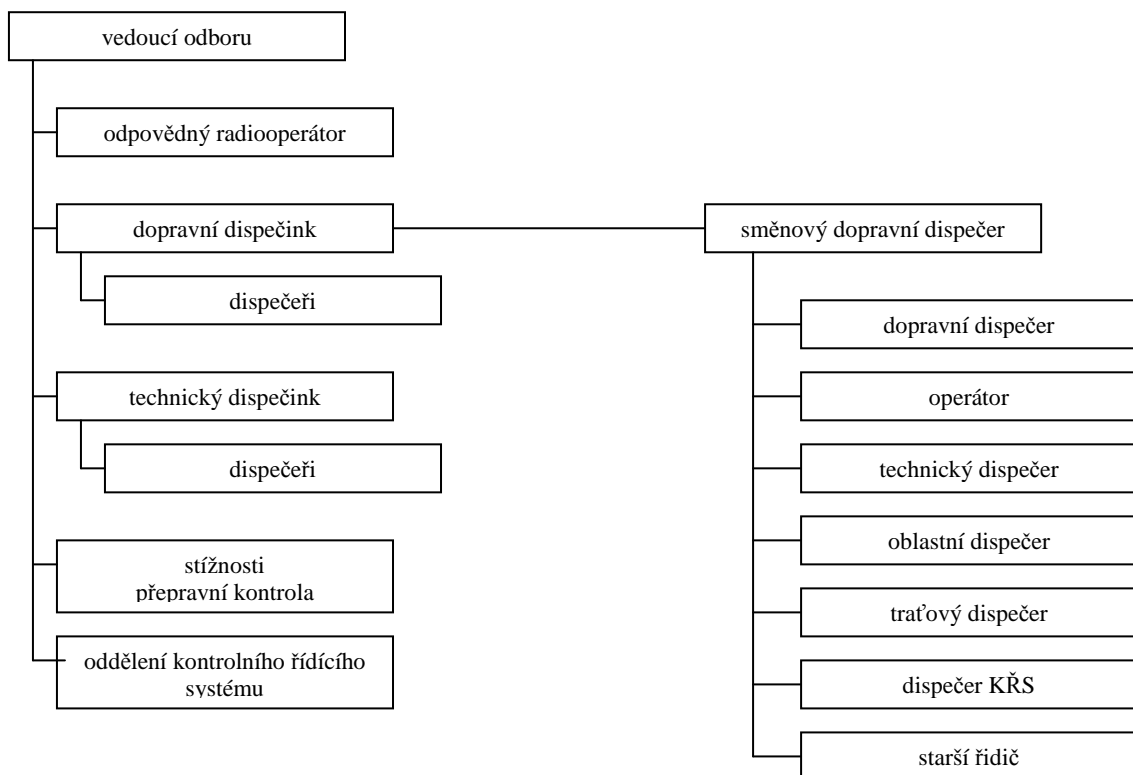 vedoucí odboru
odpovědný radiooperátor
dopravní dispečink
dispečeři
technický dispečink
dispečeři
stížnosti
přepravní kontrola
oddělení kontrolního řídícího
systému
směnový dopravní dispečer
dopravní dispečer
operátor
technický dispečer
oblastní dispečer
traťový dispečer
dispečer KŘS
starší řidič